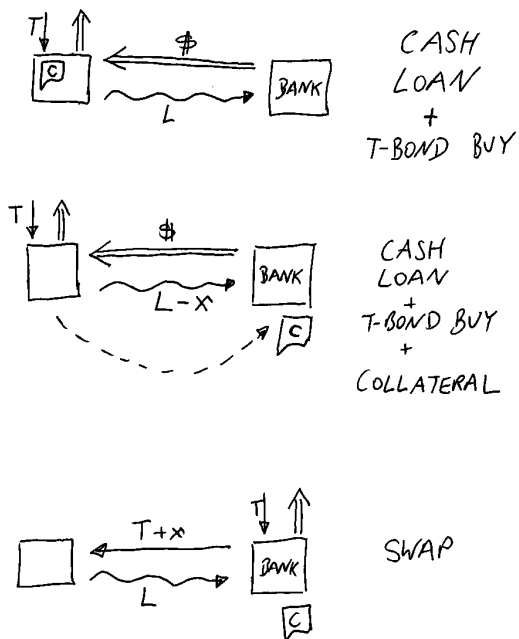 T
$
C
BANK
L
CASH
LOAN
+
T-BOND BUY
T
$
BANK
L-x
C
CASH
LOAN
+
T-BOND BUY
+
COLLATERAL
T+x
T
BANK
L
C
SWAP